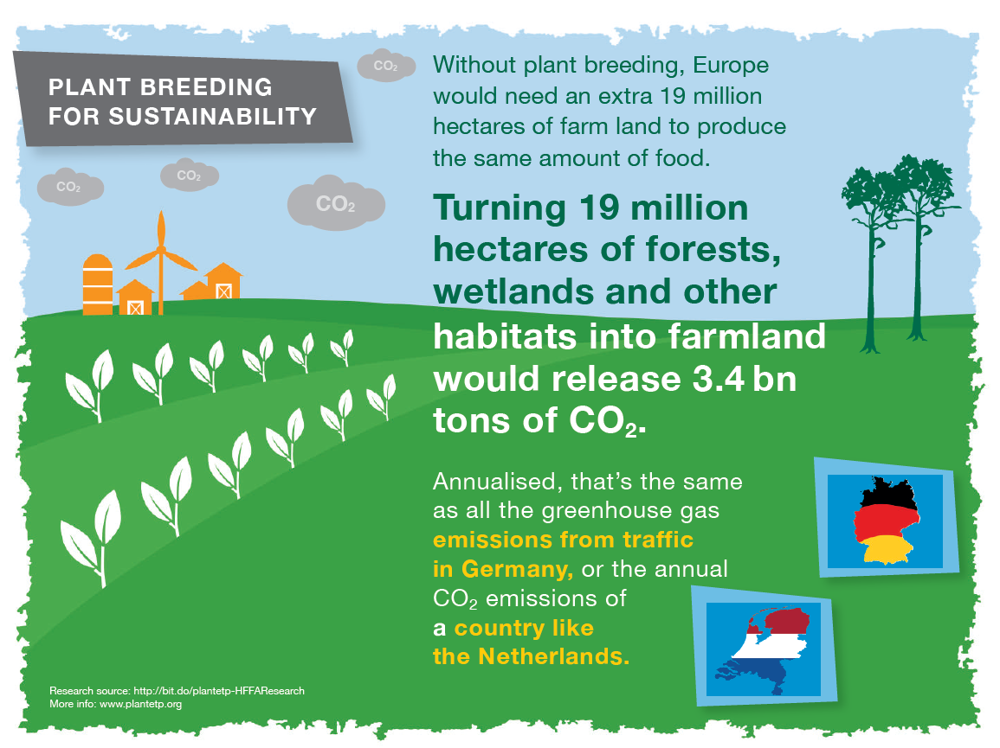 PLANT BREEDING
FOR SUSTAINABILITY
CO₂
CO₂
CO₂
CO₂
Without plant breeding, Europe
would need an extra 19 million
hectares of farm land to produce
the same amount of food.
Turning 19 million
hectares of forests,
wetlands and other
habitats into farmland
would release 3.4 bn
tons of CO₂.
Annualised, that’s the same
as all the greenhouse gas
emissions from traffic
in Germany, or the annual
CO₂ emissions of
a country like
the Netherlands.
Research source: http://bit.do/plantetp-HFFAResearch
More info: www.plantetp.org